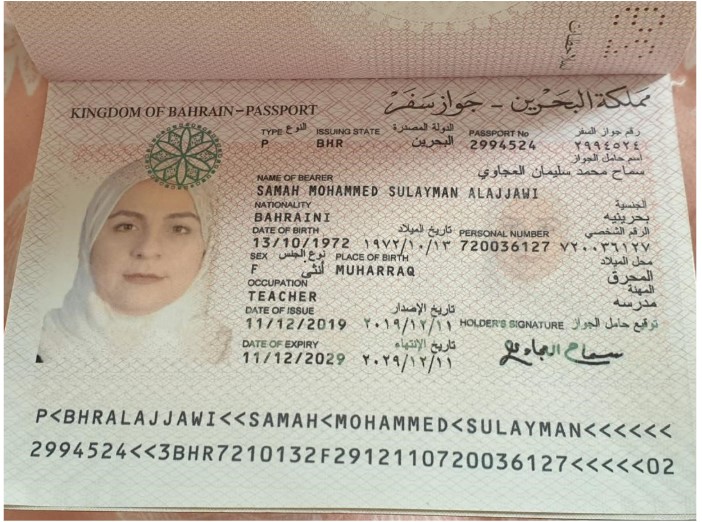 ملاحظات
KINGDOM OF BAHRAIN-PASSPORT مملكة البحرين - جواز سفر
TYPE النوع ISSUING STATE الدولة المصدرة PASSPORT No رقم جواز السفر
P BHR البحرين 2994524 ٢٩٩٤٥٢٤
اسم حامل الجواز
سماح محمد سليمان العجاوي
NAME OF BEARER
SAMAH MOHAMMED SULAYMAN ALAJJAWI
NATIONALITY الجنسية
BAHRAINI بحرينيه
DATE OF BIRTH تاريخ الميلاد PERSONAL NUMBER الرقم الشخصي
13/10/1972 ١٩٧٢/١٠/١٣ 720036127 ٧٢٠٠٣٦١٢٧
SEX نوع الجنس PLACE OF BIRTH محل الميلاد
F أنثى MUHARRAQ المحرق
OCCUPATION المهنة
TEACHER مدرسه
DATE OF ISSUE تاريخ الإصدار
11/12/2019 ٢٠١٩/١٢/١١ HOLDER'S SIGNATURE توقيع حامل الجواز
DATE OF EXPIRY تاريخ الإنتهاء
11/12/2029 ٢٠٢٩/١٢/١١ سماح العجاوي
P<BHRALAJJAWI<<SAMAH<MOHAMMED<SULAYMAN<<<<<<
2994524<<3BHR7210132F2912110720036127<<<<<02